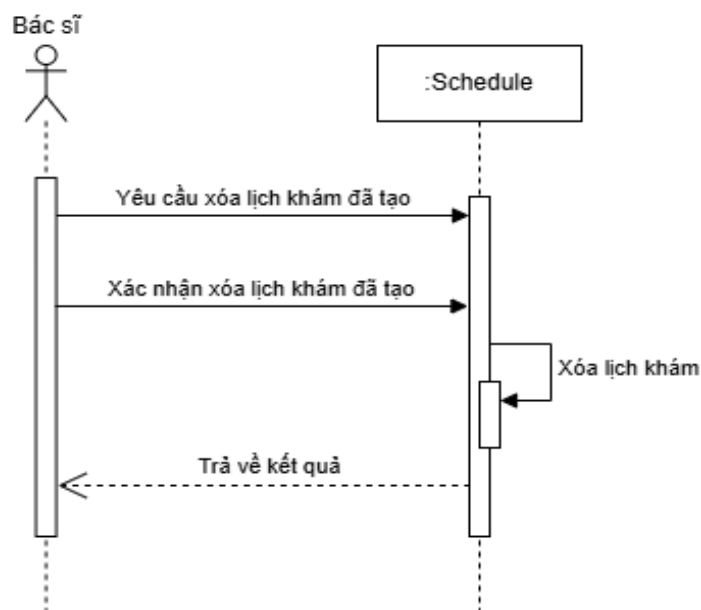 Bác sĩ
:Schedule
Yêu cầu xóa lịch khám đã tạo
Xác nhận xóa lịch khám đã tạo
Xóa lịch khám
Trả về kết quả